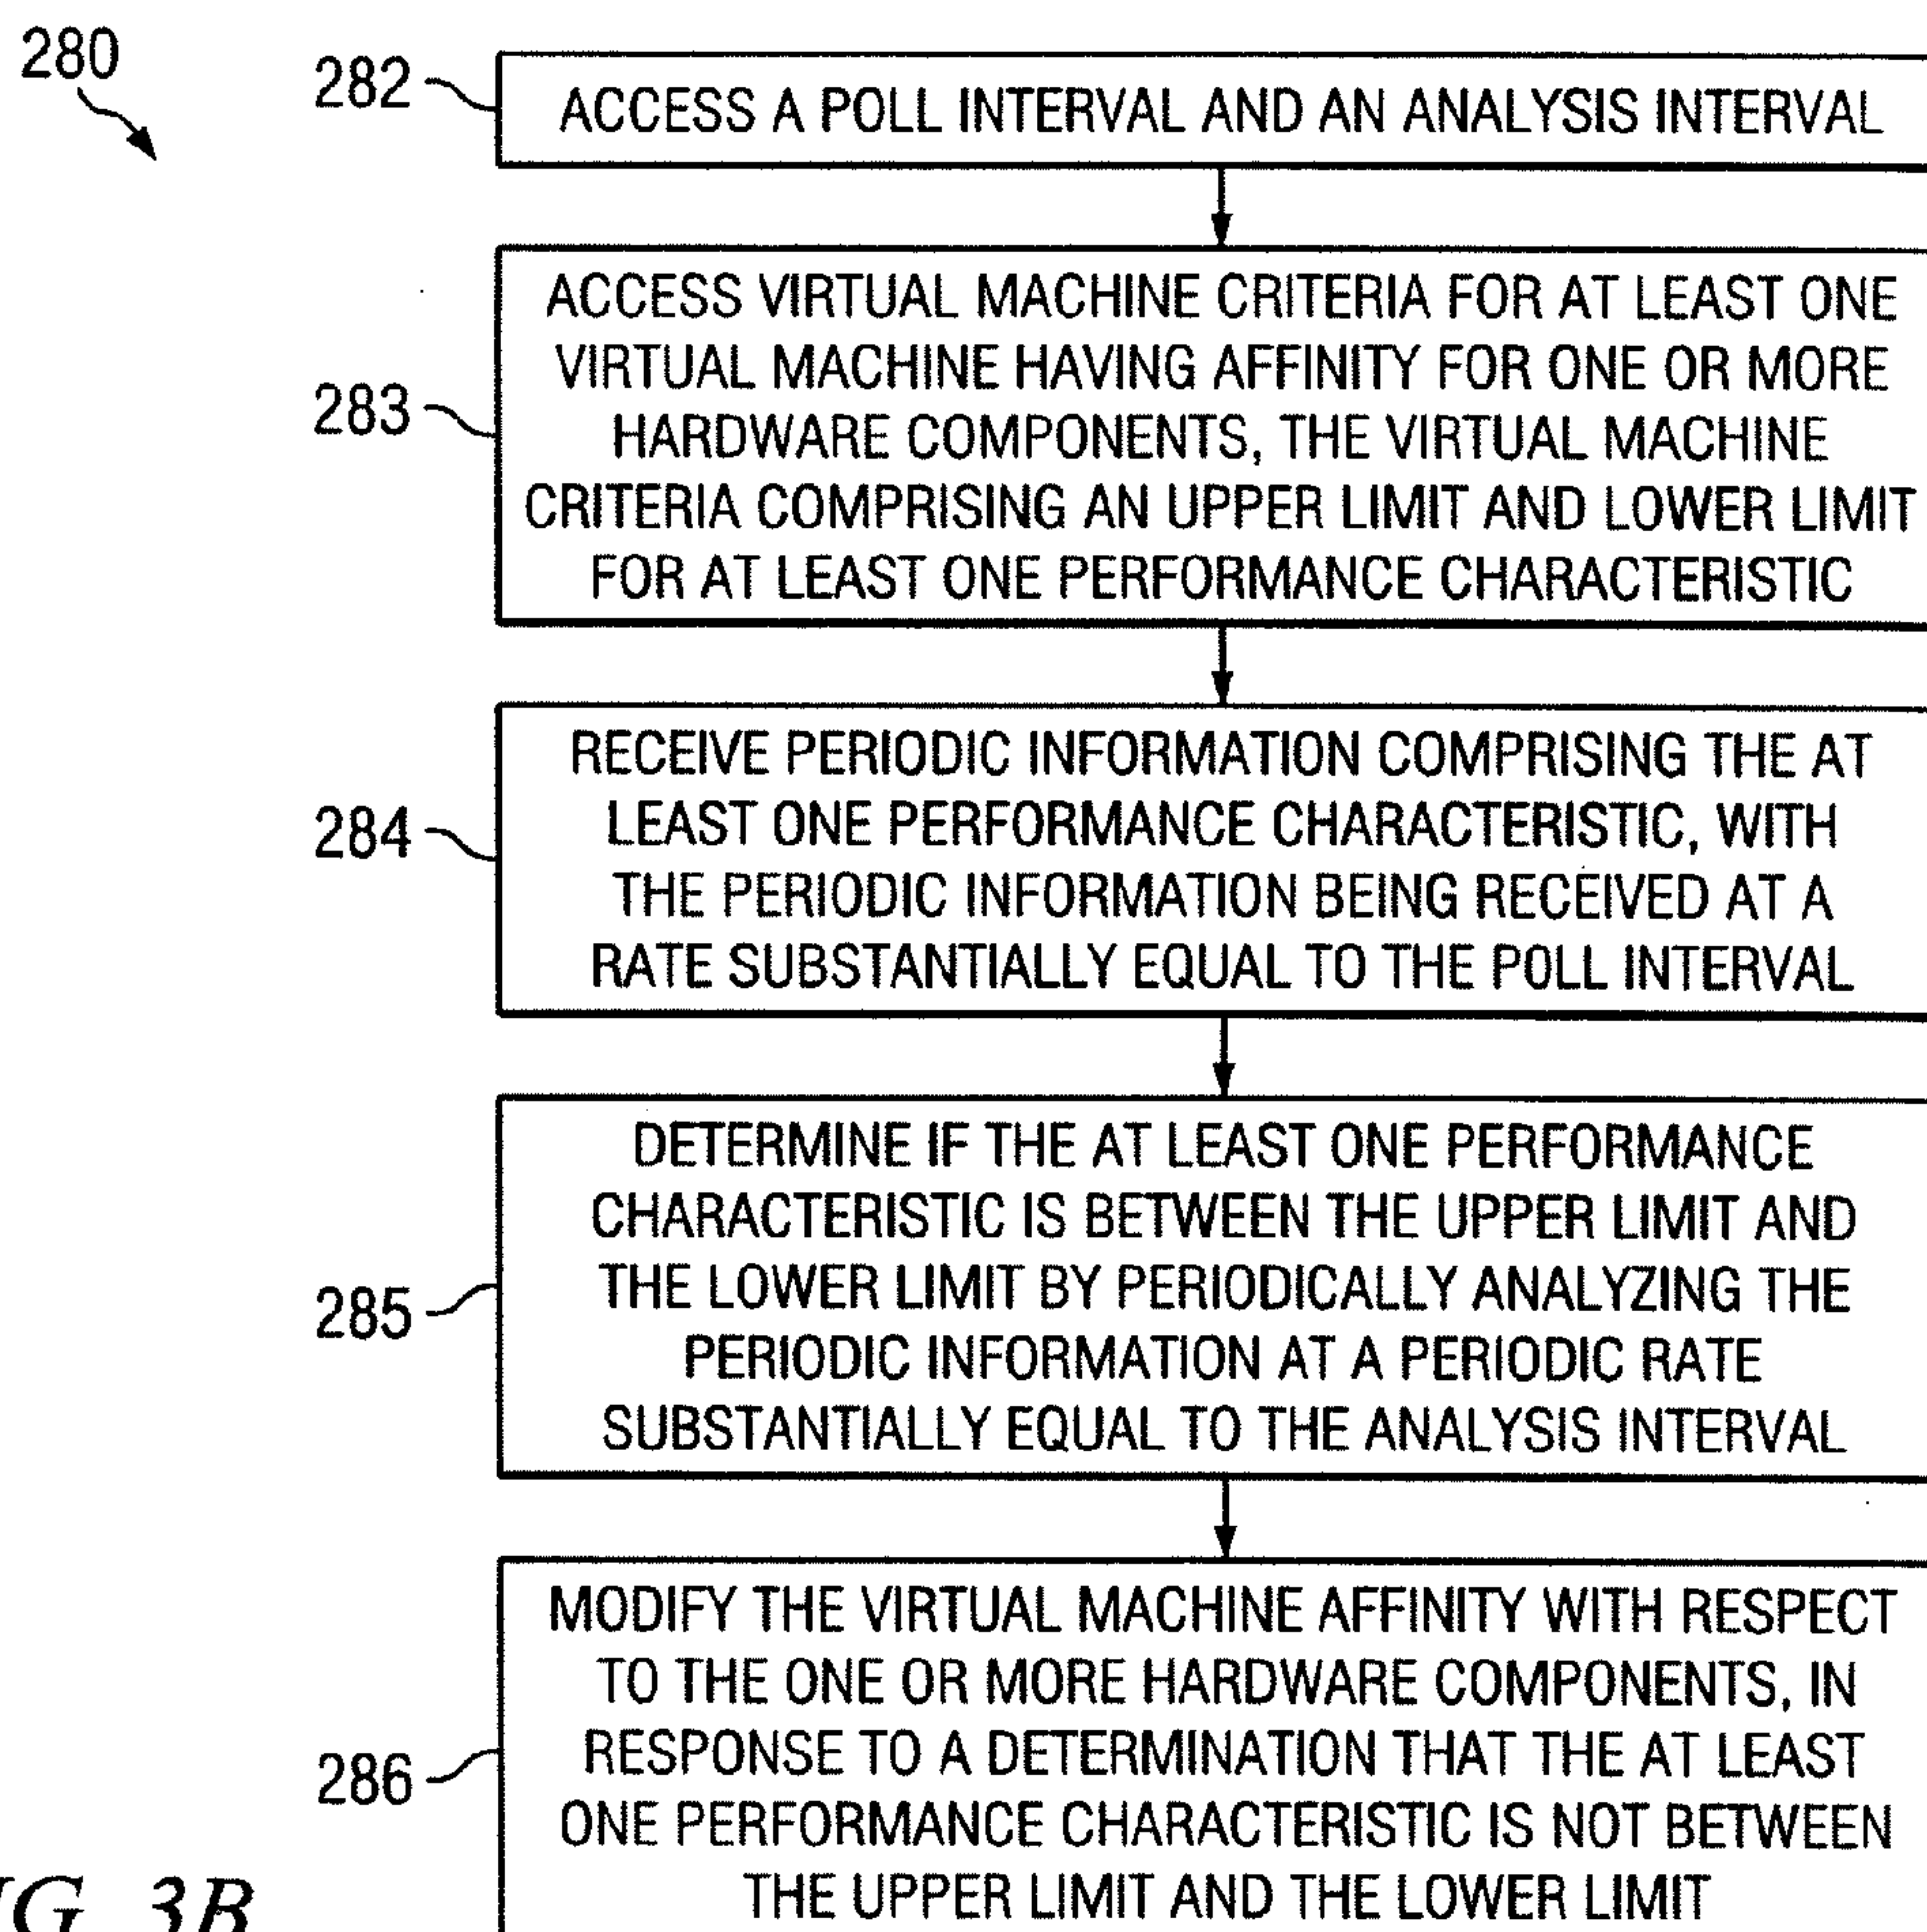 280
282
ACCESS A POLL INTERVAL AND AN ANALYSIS INTERVAL
283
ACCESS VIRTUAL MACHINE CRITERIA FOR AT LEAST ONE
VIRTUAL MACHINE HAVING AFFINITY FOR ONE OR MORE
HARDWARE COMPONENTS, THE VIRTUAL MACHINE
CRITERIA COMPRISING AN UPPER LIMIT AND LOWER LIMIT
FOR AT LEAST ONE PERFORMANCE CHARACTERISTIC
284
RECEIVE PERIODIC INFORMATION COMPRISING THE AT
LEAST ONE PERFORMANCE CHARACTERISTIC, WITH
THE PERIODIC INFORMATION BEING RECEIVED AT A
RATE SUBSTANTIALLY EQUAL TO THE POLL INTERVAL
285
DETERMINE IF THE AT LEAST ONE PERFORMANCE
CHARACTERISTIC IS BETWEEN THE UPPER LIMIT AND
THE LOWER LIMIT BY PERIODICALLY ANALYZING THE
PERIODIC INFORMATION AT A PERIODIC RATE
SUBSTANTIALLY EQUAL TO THE ANALYSIS INTERVAL
286
MODIFY THE VIRTUAL MACHINE AFFINITY WITH RESPECT
TO THE ONE OR MORE HARDWARE COMPONENTS, IN
RESPONSE TO A DETERMINATION THAT THE AT LEAST
ONE PERFORMANCE CHARACTERISTIC IS NOT BETWEEN
THE UPPER LIMIT AND THE LOWER LIMIT
3B